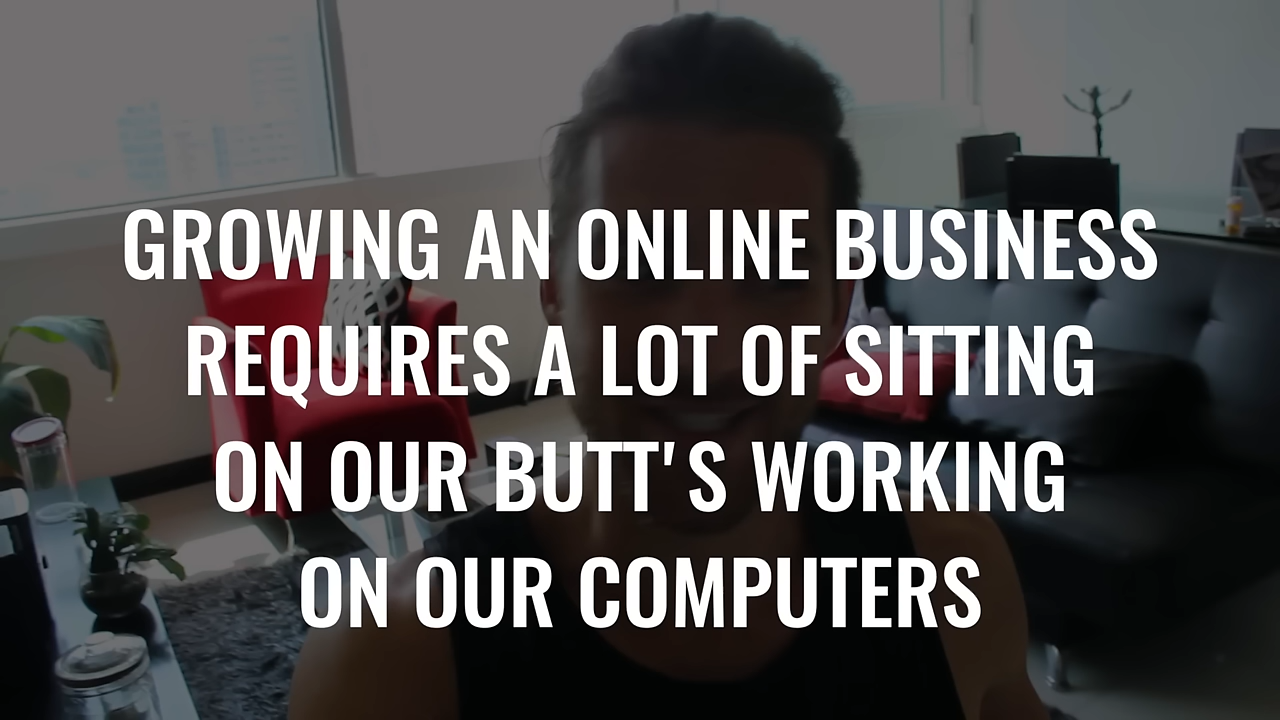 GROWING AN ONLINE BUSINESS
REQUIRES A LOT OF SITTING
ON OUR BUTT'S WORKING
ON OUR COMPUTERS